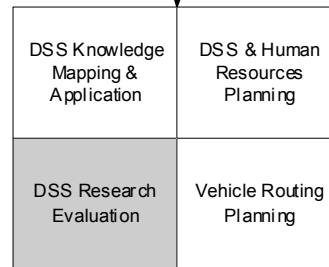 DSS Knowledge
Mapping &
Application
DSS & Human
Resources
Planning
DSS Research
Evaluation
Vehicle Routing
Planning